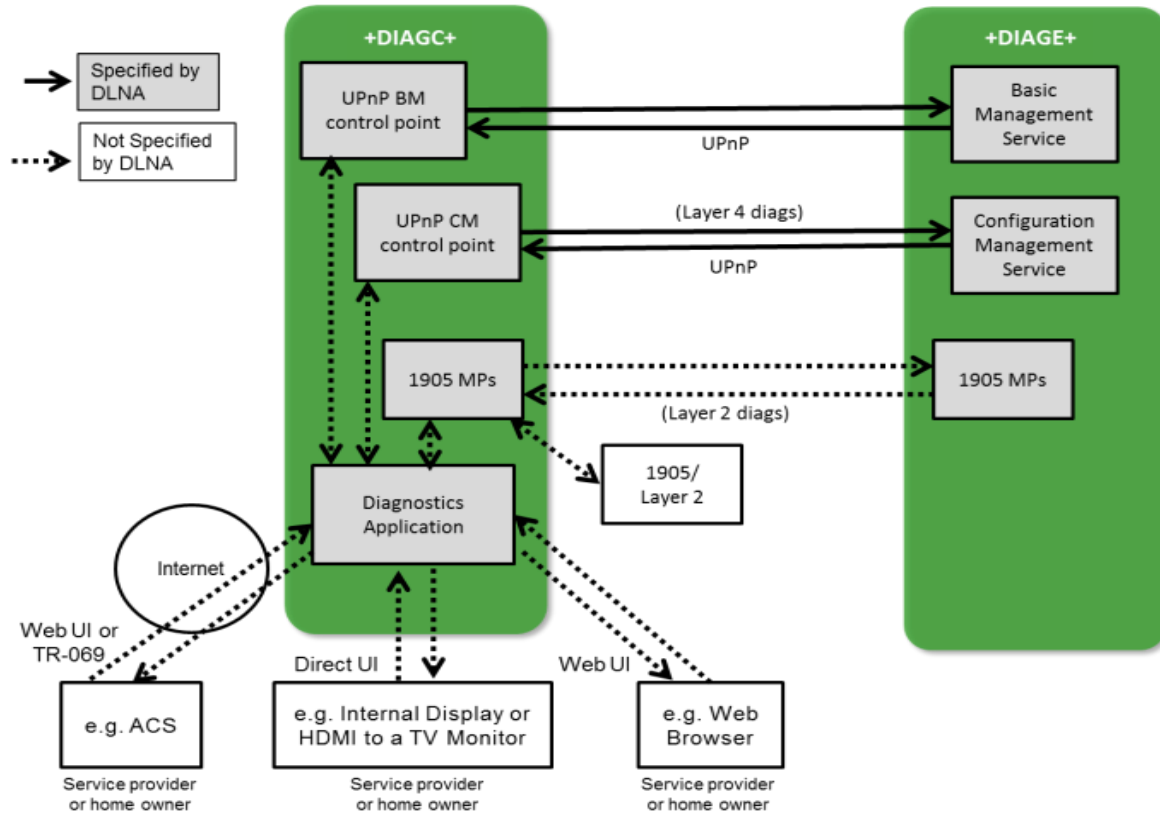 +DIAGC+
+DIAGE+
Specified by
DLNA
Not Specified
by DLNA
UPnP BM
control point
UPnP
Basic
Management
Service
UPnP CM
control point
(Layer 4 diags)
UPnP
Configuration
Management
Service
1905 MPs
(Layer 2 diags)
1905 MPs
1905/
Layer 2
Diagnostics
Application
Internet
Web UI or
TR-069
Direct UI
Web UI
e.g. ACS
e.g. Internal Display or
HDMI to a TV Monitor
e.g. Web
Browser
Service provider
or home owner
Service provider
or home owner
Service provider
or home owner